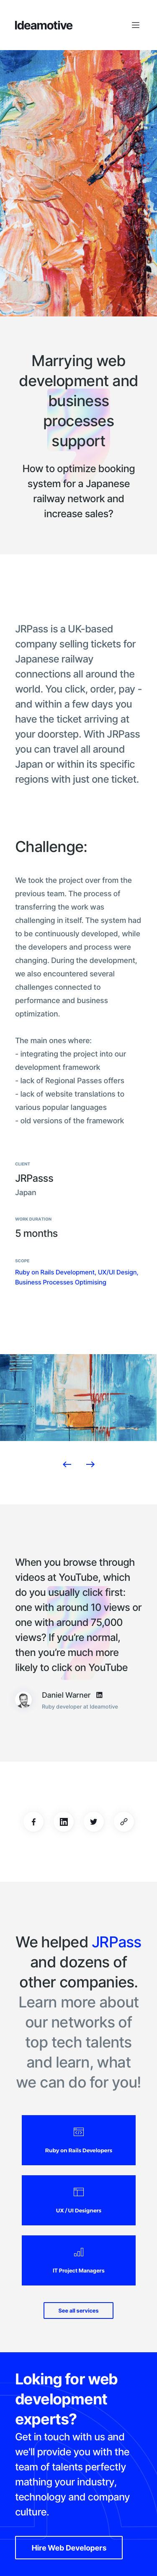 Ideamotive
Marrying web
development and
business
processes
support
How to optimize booking
system for a Japanese
railway network and
increase sales?
JRPass is a UK-based
company selling tickets for
Japanese railway
connections all around the
world. You click, order, pay -
and within a few days you
have the ticket arriving at
your doorstep. With JRPass
you can travel all around
Japan or within its specific
regions with just one ticket.
Challenge:
We took the project over from the
previous team. The process of
transferring the work was
challenging in itself. The system had
to be continuously developed, while
the developers and process were
changing. During the development,
we also encountered several
challenges connected to
performance and business
optimization.
The main ones where:
- integrating the project into our
development framework
- lack of Regional Passes offers
- lack of website translations to
various popular languages
- old versions of the framework
CLIENT
JRPasss
Japan
WORK DURATION
5 months
SCOPE
Ruby on Rails Development, UX/UI Design,
Business Processes Optimising
When you browse through
videos at YouTube, which
do you usually click first:
one with around 10 views or
one with around 75,000
views? If you're normal,
then you're much more
likely to click on YouTube
Daniel Warner
Ruby developer at Ideamotive
We helped JRPass
and dozens of
other companies.
Learn more about
our networks of
top tech talents
and learn, what
we can do for you!
Ruby on Rails Developers
UX / UI Designers
IT Project Managers
See all services
Loking for web
development
experts?
Get in touch with us and
we'll provide you with the
team of talents perfectly
mathing your industry,
technology and company
culture.
Hire Web Developers